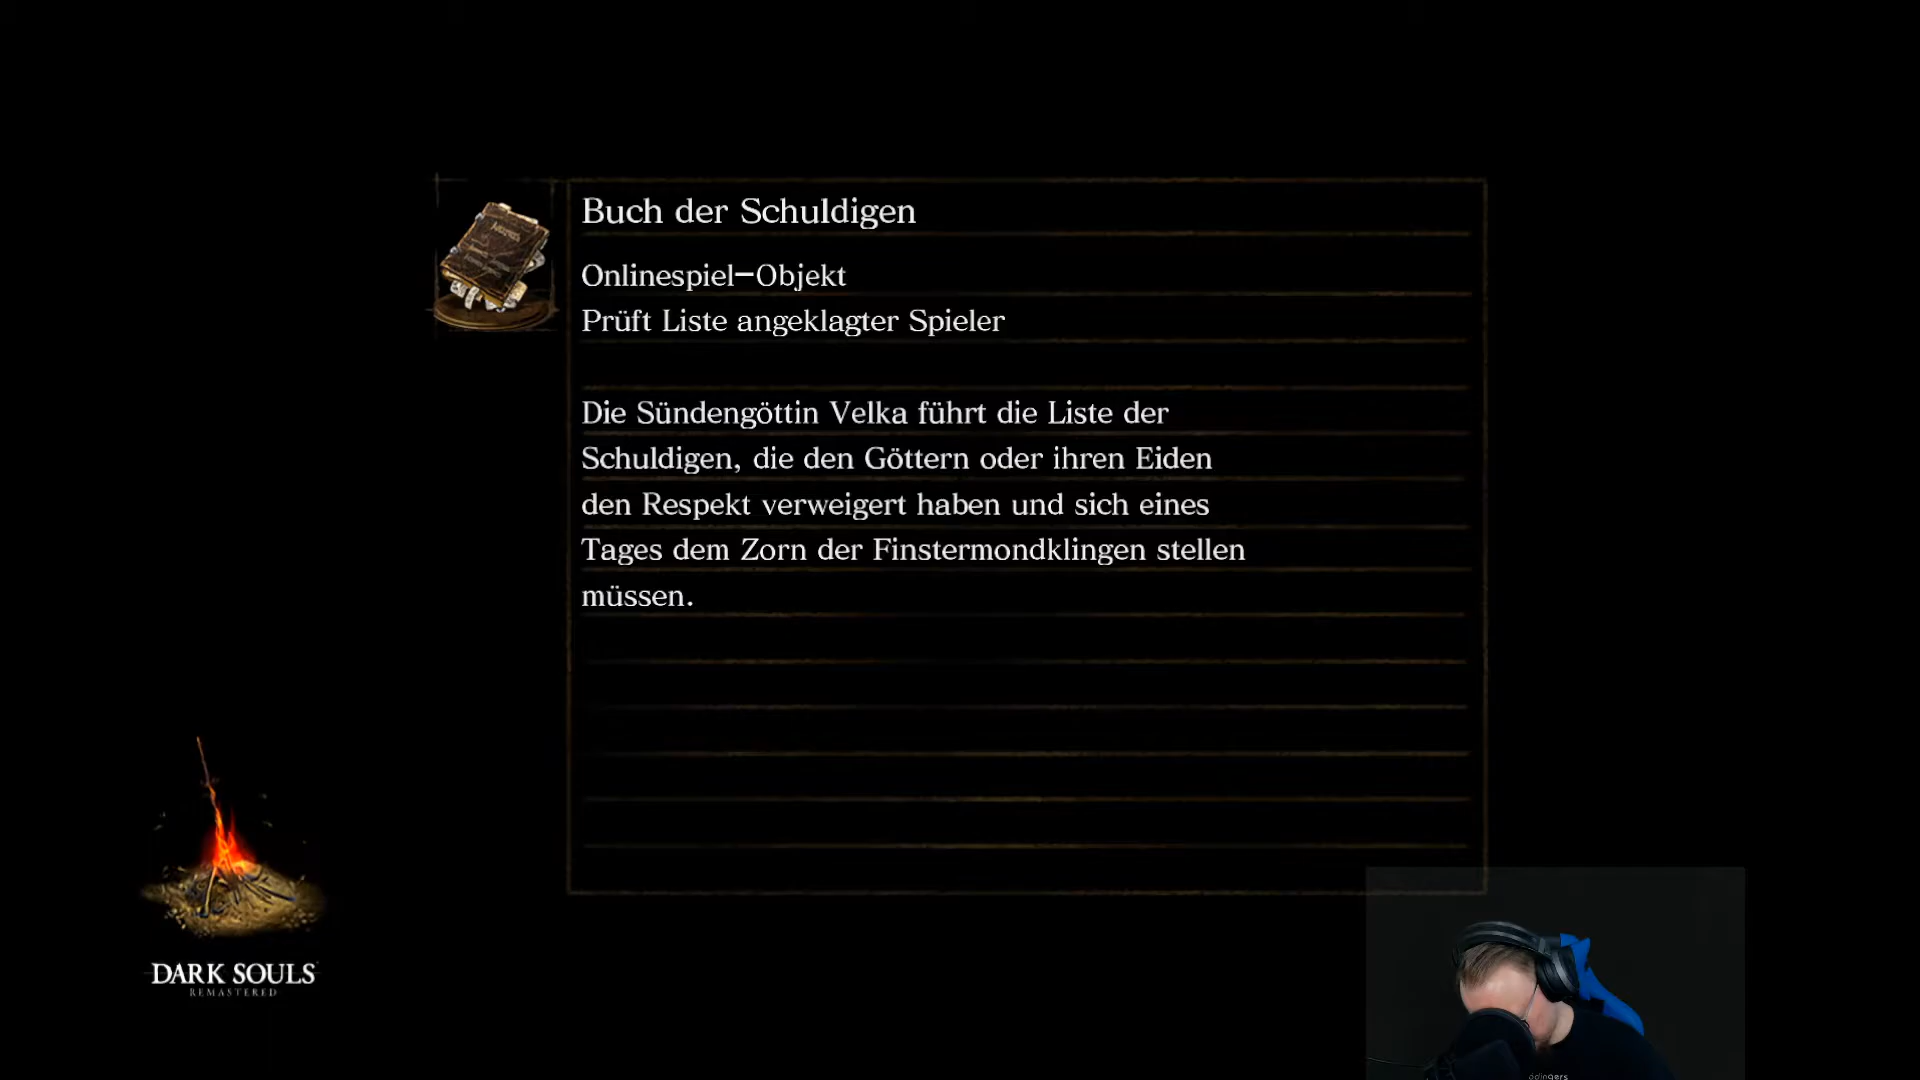 Buch der Schuldigen
Onlinespiel-Objekt
Prüft Liste angeklagter Spieler
Die Sündengöttin Velka führt die Liste der
Schuldigen, die den Göttern oder ihren Eiden
den Respekt verweigert haben und sich eines
Tages dem Zorn der Finstermondklingen stellen
müssen.
DARK SOULS
REMASTERED